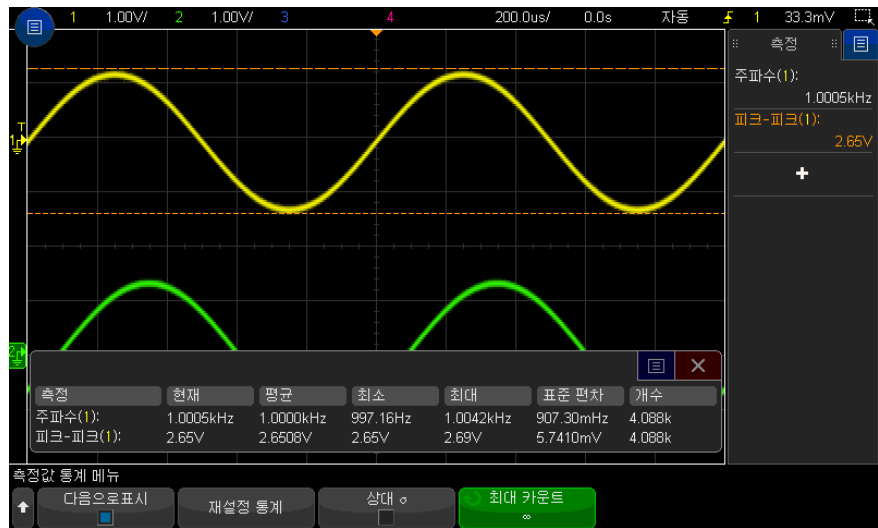 1 1.00V/ 2 1.00V/ 3 4 200.0us/ 0.0s 자동 1 33.3mV
측정
주파수(1):
1.0005kHz
피크-피크(1):
2.65V
T
1
2
측정 현재 평균 최소 최대 표준 편차 개수
주파수(1): 1.0005kHz 1.0000kHz 997.16Hz 1.0042kHz 907.30mHz 4.088k
피크-피크(1): 2.65V 2.6508V 2.65V 2.69V 5.7410mV 4.088k
측정값 통계 메뉴
다음으로표시 재설정 통계 상대 σ 최대 카운트
∞